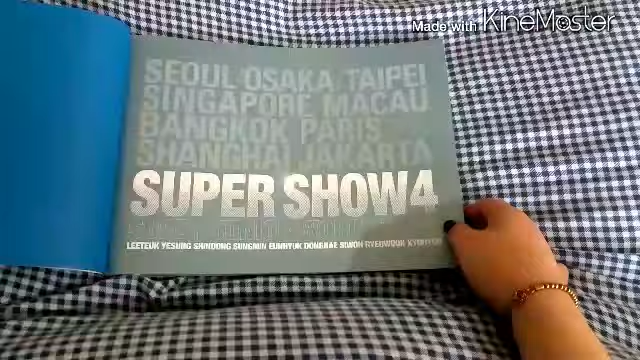 Made with KINEMASTER
SEOUL OSAKA TAIPEI
SINGAPORE MACAU
BANGKOK PARIS
SHANGHAI JAKARTA
SUPER SHOW4
LEETEUK YESUNG SHINDONG SUNGMIN EUNHYUK DONGHAE SIWON RYEOWOOK KYUHYUN